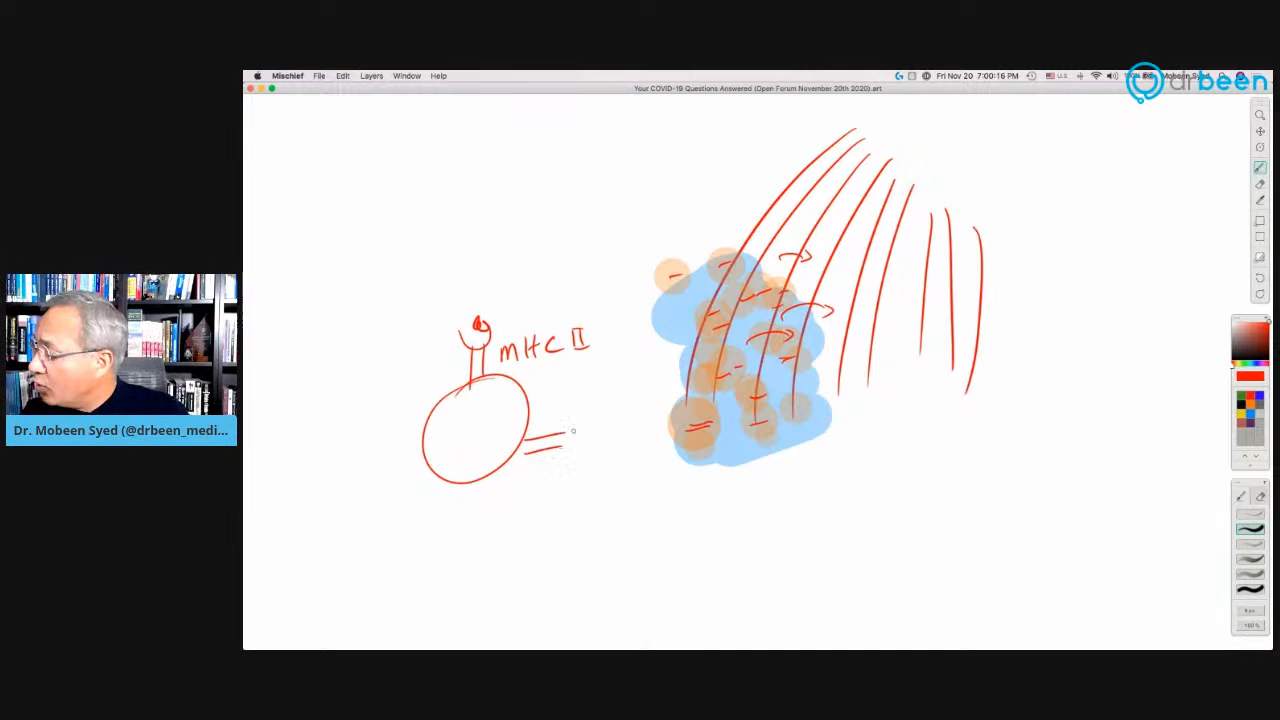 Mischief File Edit Layers Window Help
Fri Nov 20 7:00:16 PM
Your COVID-19 Questions Answered (Open Forum November 20th 2020).art
drbeen
MHC II
Dr. Mobeen Syed (@drbeen_medi...